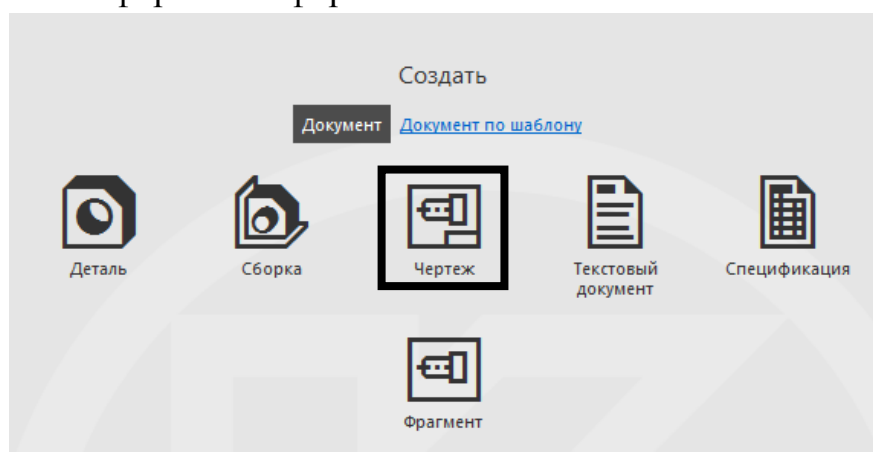 Создать
Документ Документ по шаблону
Деталь
Сборка
Чертеж
Текстовый
документ
Спецификация
Фрагмент